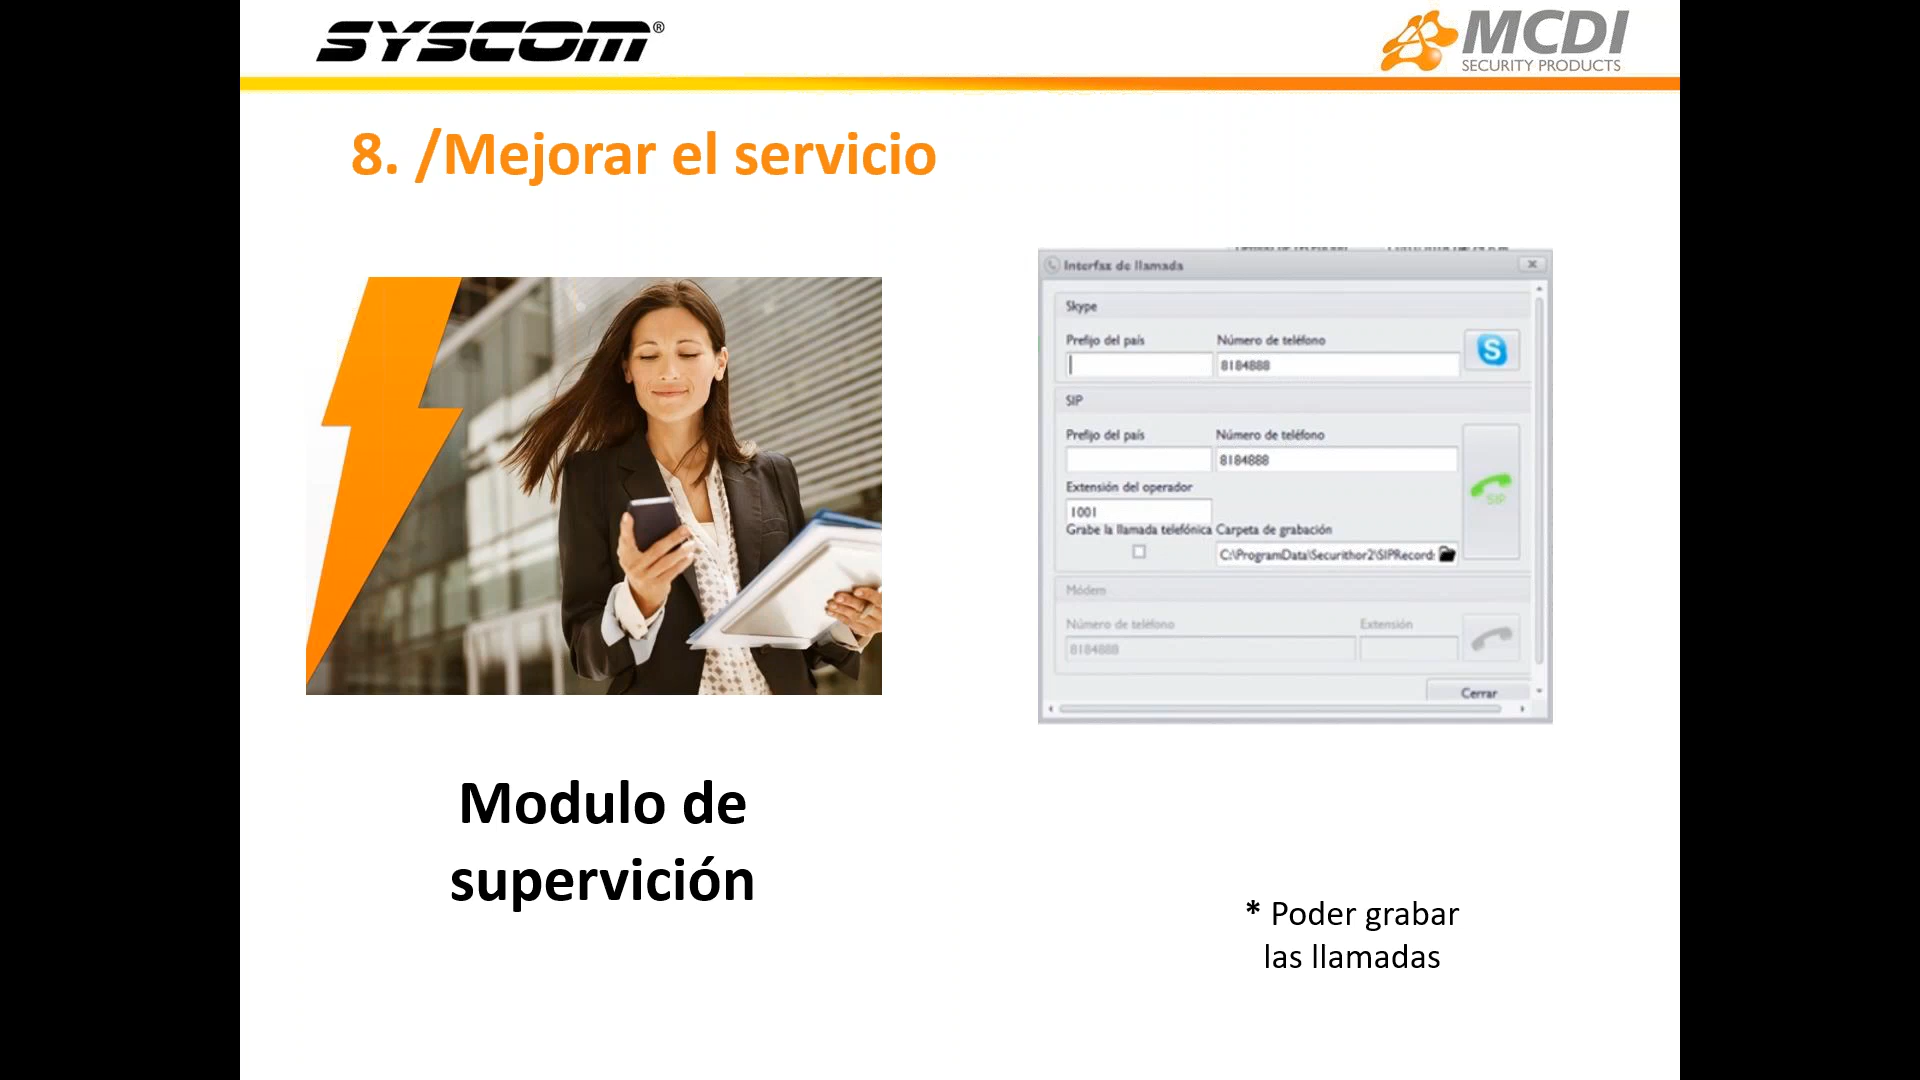 SYSCOM®
MCDI
SECURITY PRODUCTS
8. /Mejorar el servicio
Interfaz de llamada
Skype
Prefijo del país
Número de teléfono
8184888
SIP
Prefijo del país
Número de teléfono
8184888
Extensión del operador
1001
Grabe la llamada telefónica
Carpeta de grabación
C:\ProgramData\Securithor2\SIPRecord
SIP
Módem
Número de teléfono
Extensión
8184888
Cerrar
Modulo de
supervición
* Poder grabar
las llamadas